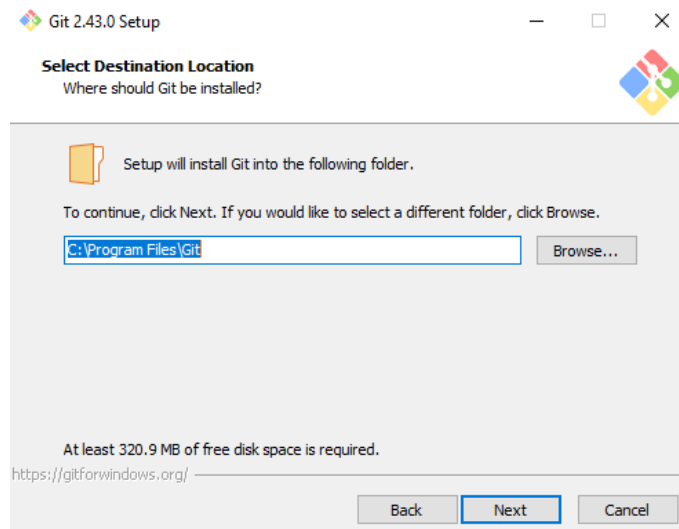 Git 2.43.0 Setup
Select Destination Location
Where should Git be installed?
Setup will install Git into the following folder.
To continue, click Next. If you would like to select a different folder, click Browse.
C:\Program Files\Git
Browse...
At least 320.9 MB of free disk space is required.
https://gitforwindows.org/
Back
Next
Cancel